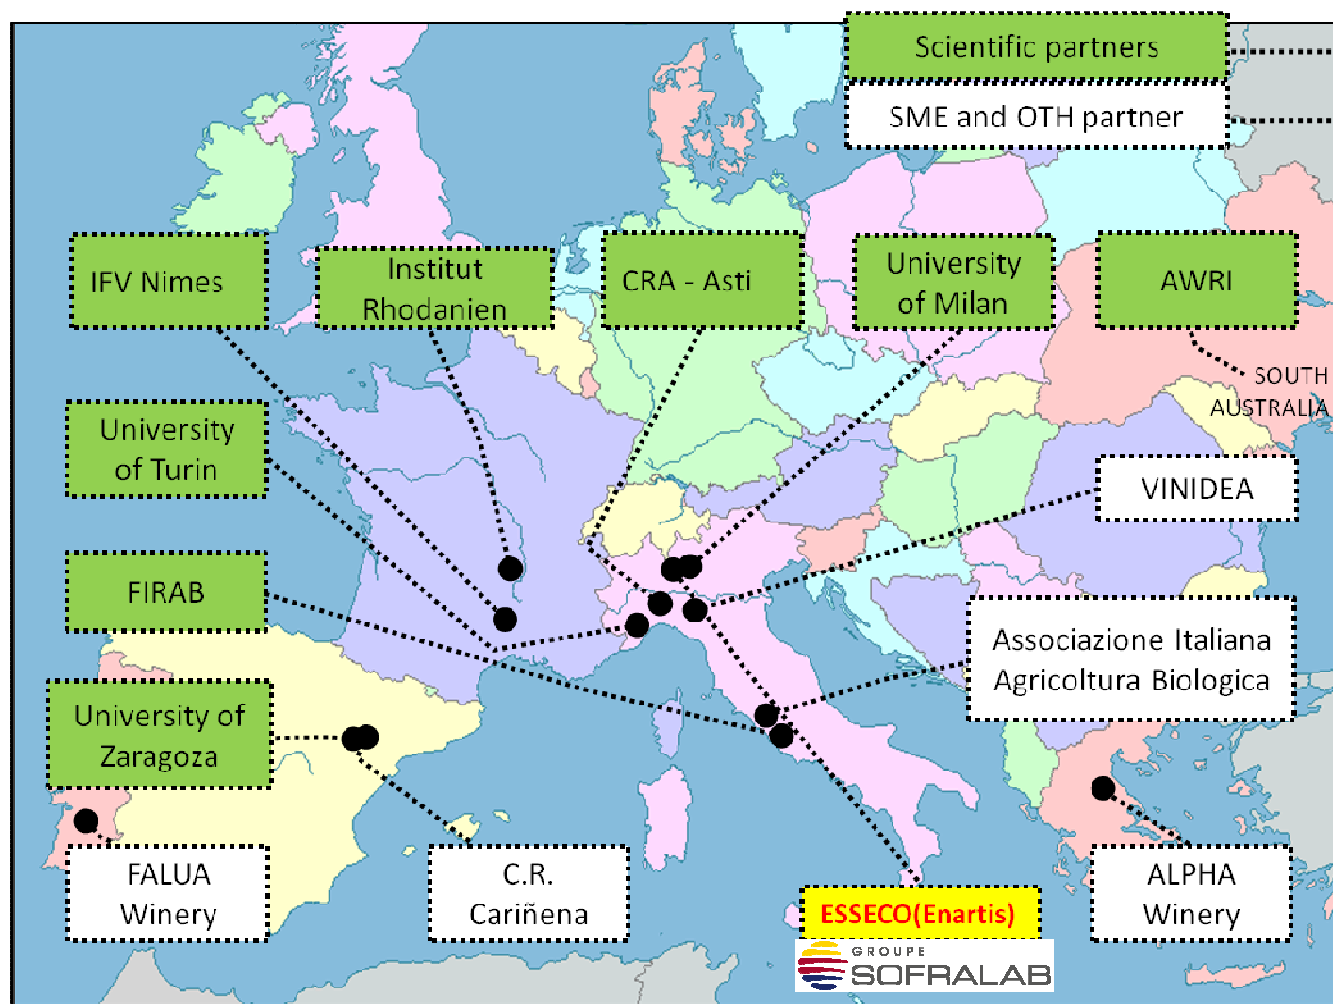 Scientific partners
SME and OTH partner
IFV Nimes
Institut
Rhodanien
CRA - Asti
University
of Milan
AWRI
SOUTH
AUSTRALIA
University
of Turin
VINIDEA
FIRAB
Associazione Italiana
Agricoltura Biologica
University of
Zaragoza
FALUA
Winery
C.R.
Cariñena
ESSECO(Enartis)
GROUPE
SOFRALAB
ALPHA
Winery